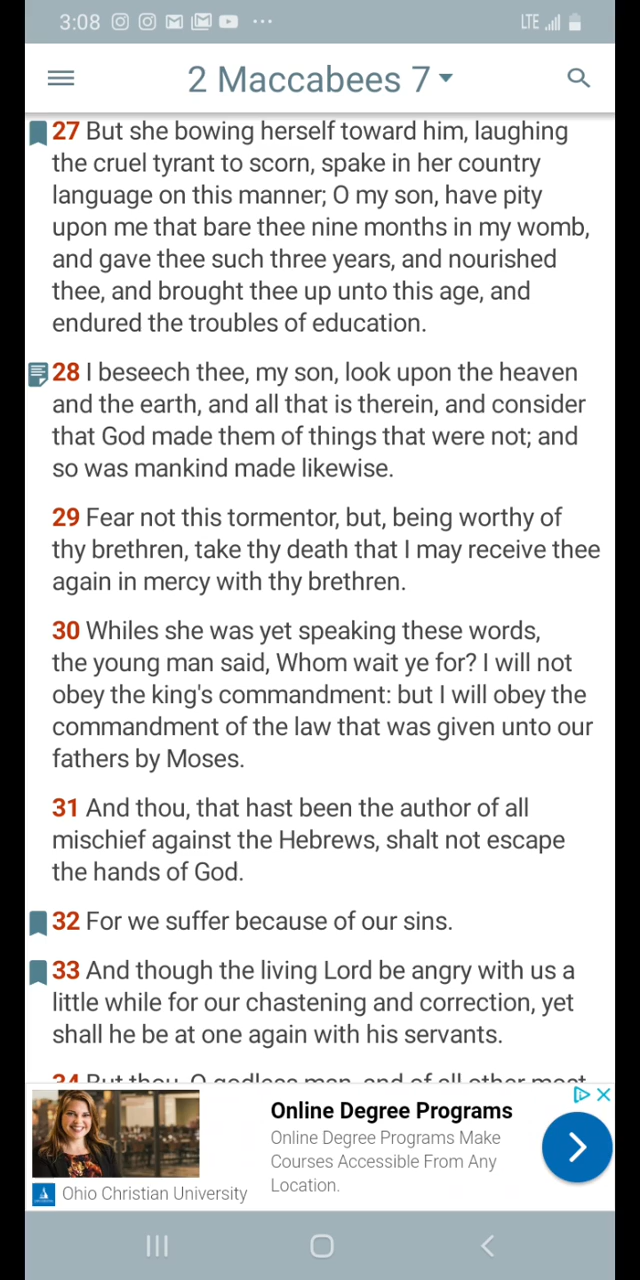 3:08
LTE
2 Maccabees 7
27 But she bowing herself toward him, laughing
the cruel tyrant to scorn, spake in her country
language on this manner; O my son, have pity
upon me that bare thee nine months in my womb,
and gave thee such three years, and nourished
thee, and brought thee up unto this age, and
endured the troubles of education.
28 I beseech thee, my son, look upon the heaven
and the earth, and all that is therein, and consider
that God made them of things that were not; and
so was mankind made likewise.
29 Fear not this tormentor, but, being worthy of
thy brethren, take thy death that I may receive thee
again in mercy with thy brethren.
30 Whiles she was yet speaking these words,
the young man said, Whom wait ye for? I will not
obey the king's commandment: but I will obey the
commandment of the law that was given unto our
fathers by Moses.
31 And thou, that hast been the author of all
mischief against the Hebrews, shalt not escape
the hands of God.
32 For we suffer because of our sins.
33 And though the living Lord be angry with us a
little while for our chastening and correction, yet
shall he be at one again with his servants.
34 But thou, O godless man, and of all other most
Online Degree Programs
Online Degree Programs Make
Courses Accessible From Any
Location.
Ohio Christian University